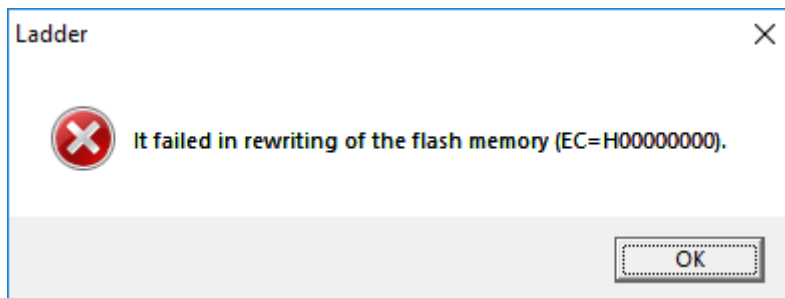 Ladder
It failed in rewriting of the flash memory (EC=H00000000).
OK